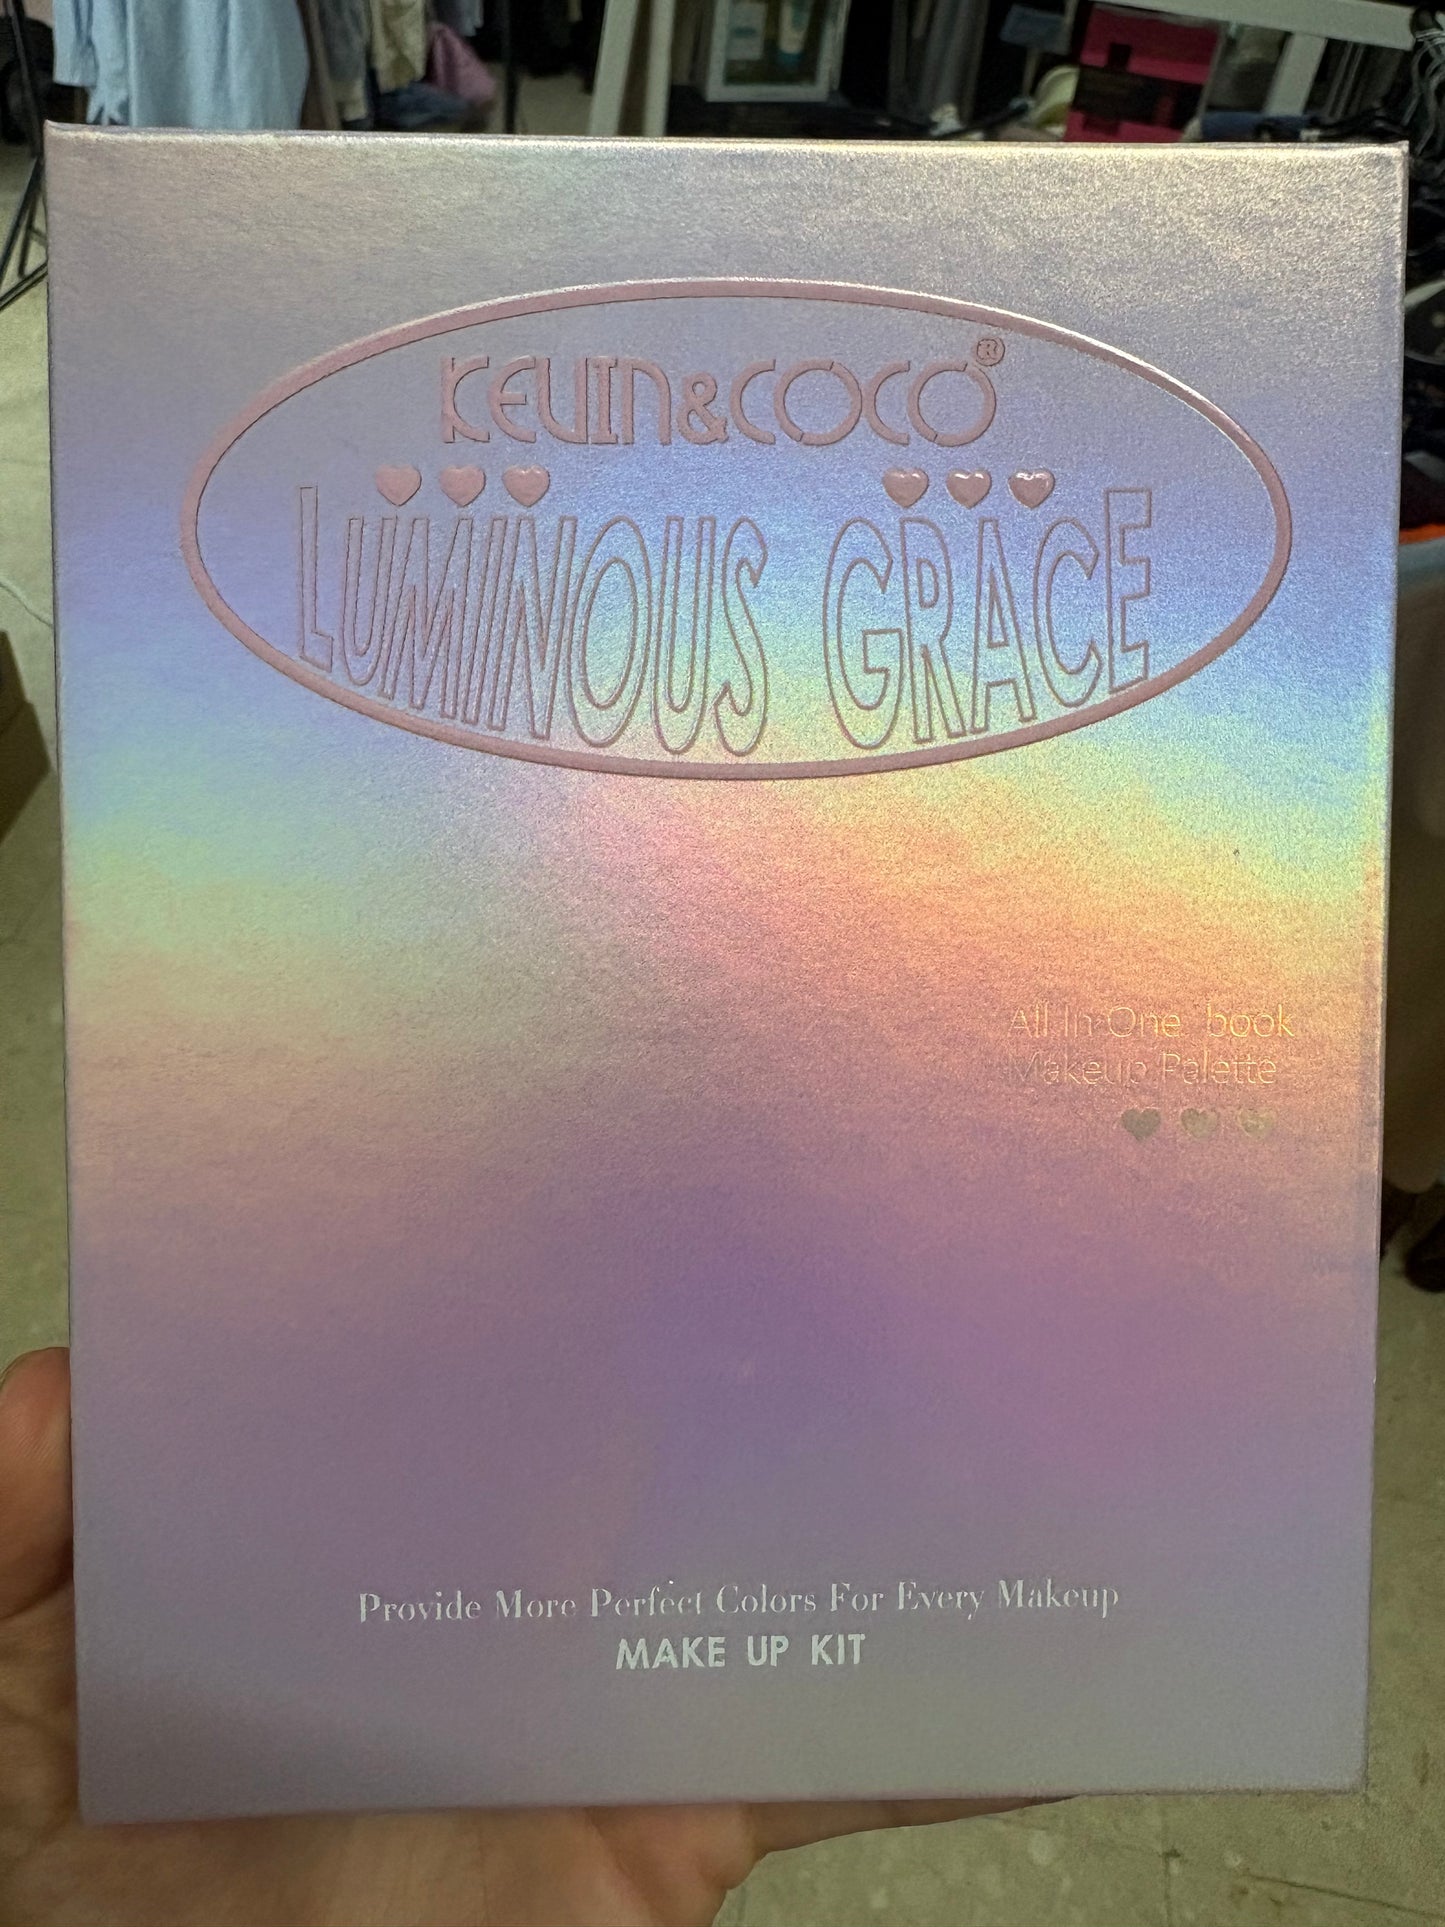 KEVIN&COCO®
LUMINOUS GRACE
All In One book
Makeup Palette
Provide More Perfect Colors For Every Makeup
MAKE UP KIT